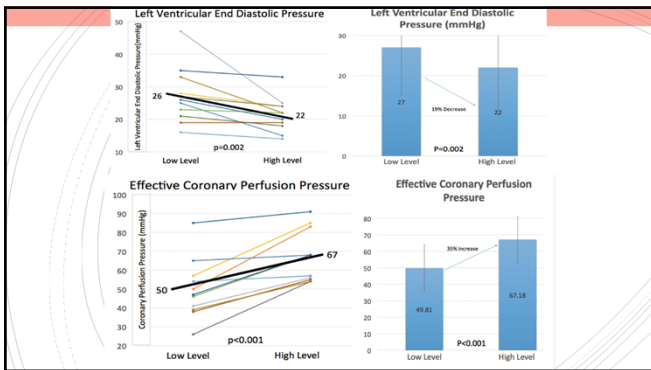 Left Ventricular End Diastolic Pressure
Left Ventricular End Diastolic Pressure(mmHg)
50
40
30
20
10
26
22
p=0.002
Low Level
High Level
Left Ventricular End Diastolic
Pressure (mmHg)
30
20
10
0
27
22
19% Decrease
Low Level
High Level
P=0.002
Effective Coronary Perfusion Pressure
Coronary Perfusion Pressure (mmHg)
100
90
80
70
60
50
40
30
20
50
67
p<0.001
Low Level
High Level
Effective Coronary Perfusion
Pressure
80
70
60
50
40
30
20
10
0
49.81
67.18
35% Increase
Low Level
High Level
P<0.001